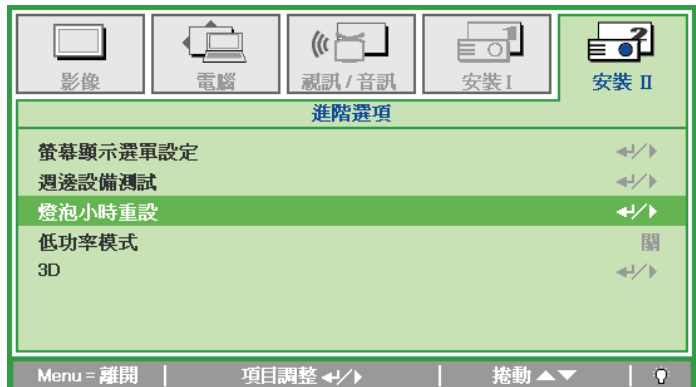 影像
電腦
視訊 / 音訊
安裝 I
安裝 II
進階選項
螢幕顯示選單設定
週邊設備測試
燈泡小時重設
低功率模式 關
3D
Menu = 離開 項目調整 捲動